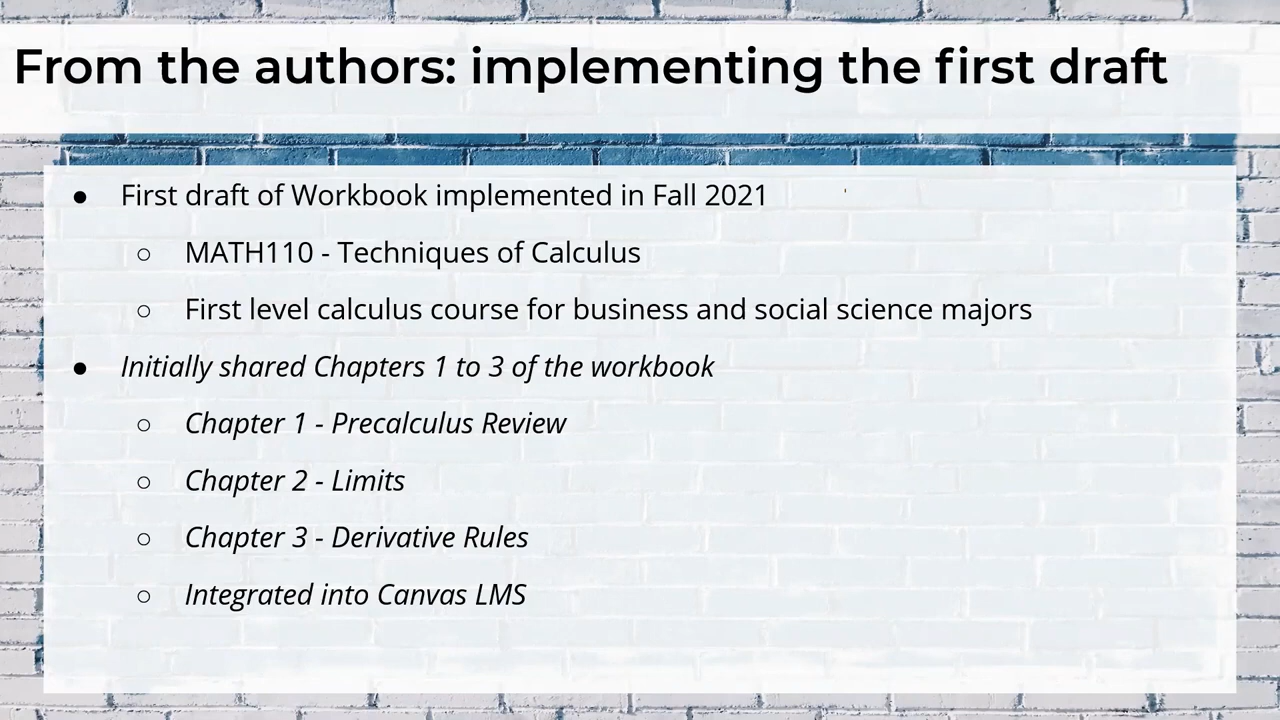 From the authors: implementing the first draft
● First draft of Workbook implemented in Fall 2021
○ MATH110 - Techniques of Calculus
○ First level calculus course for business and social science majors
● Initially shared Chapters 1 to 3 of the workbook
○ Chapter 1 - Precalculus Review
○ Chapter 2 - Limits
○ Chapter 3 - Derivative Rules
○ Integrated into Canvas LMS